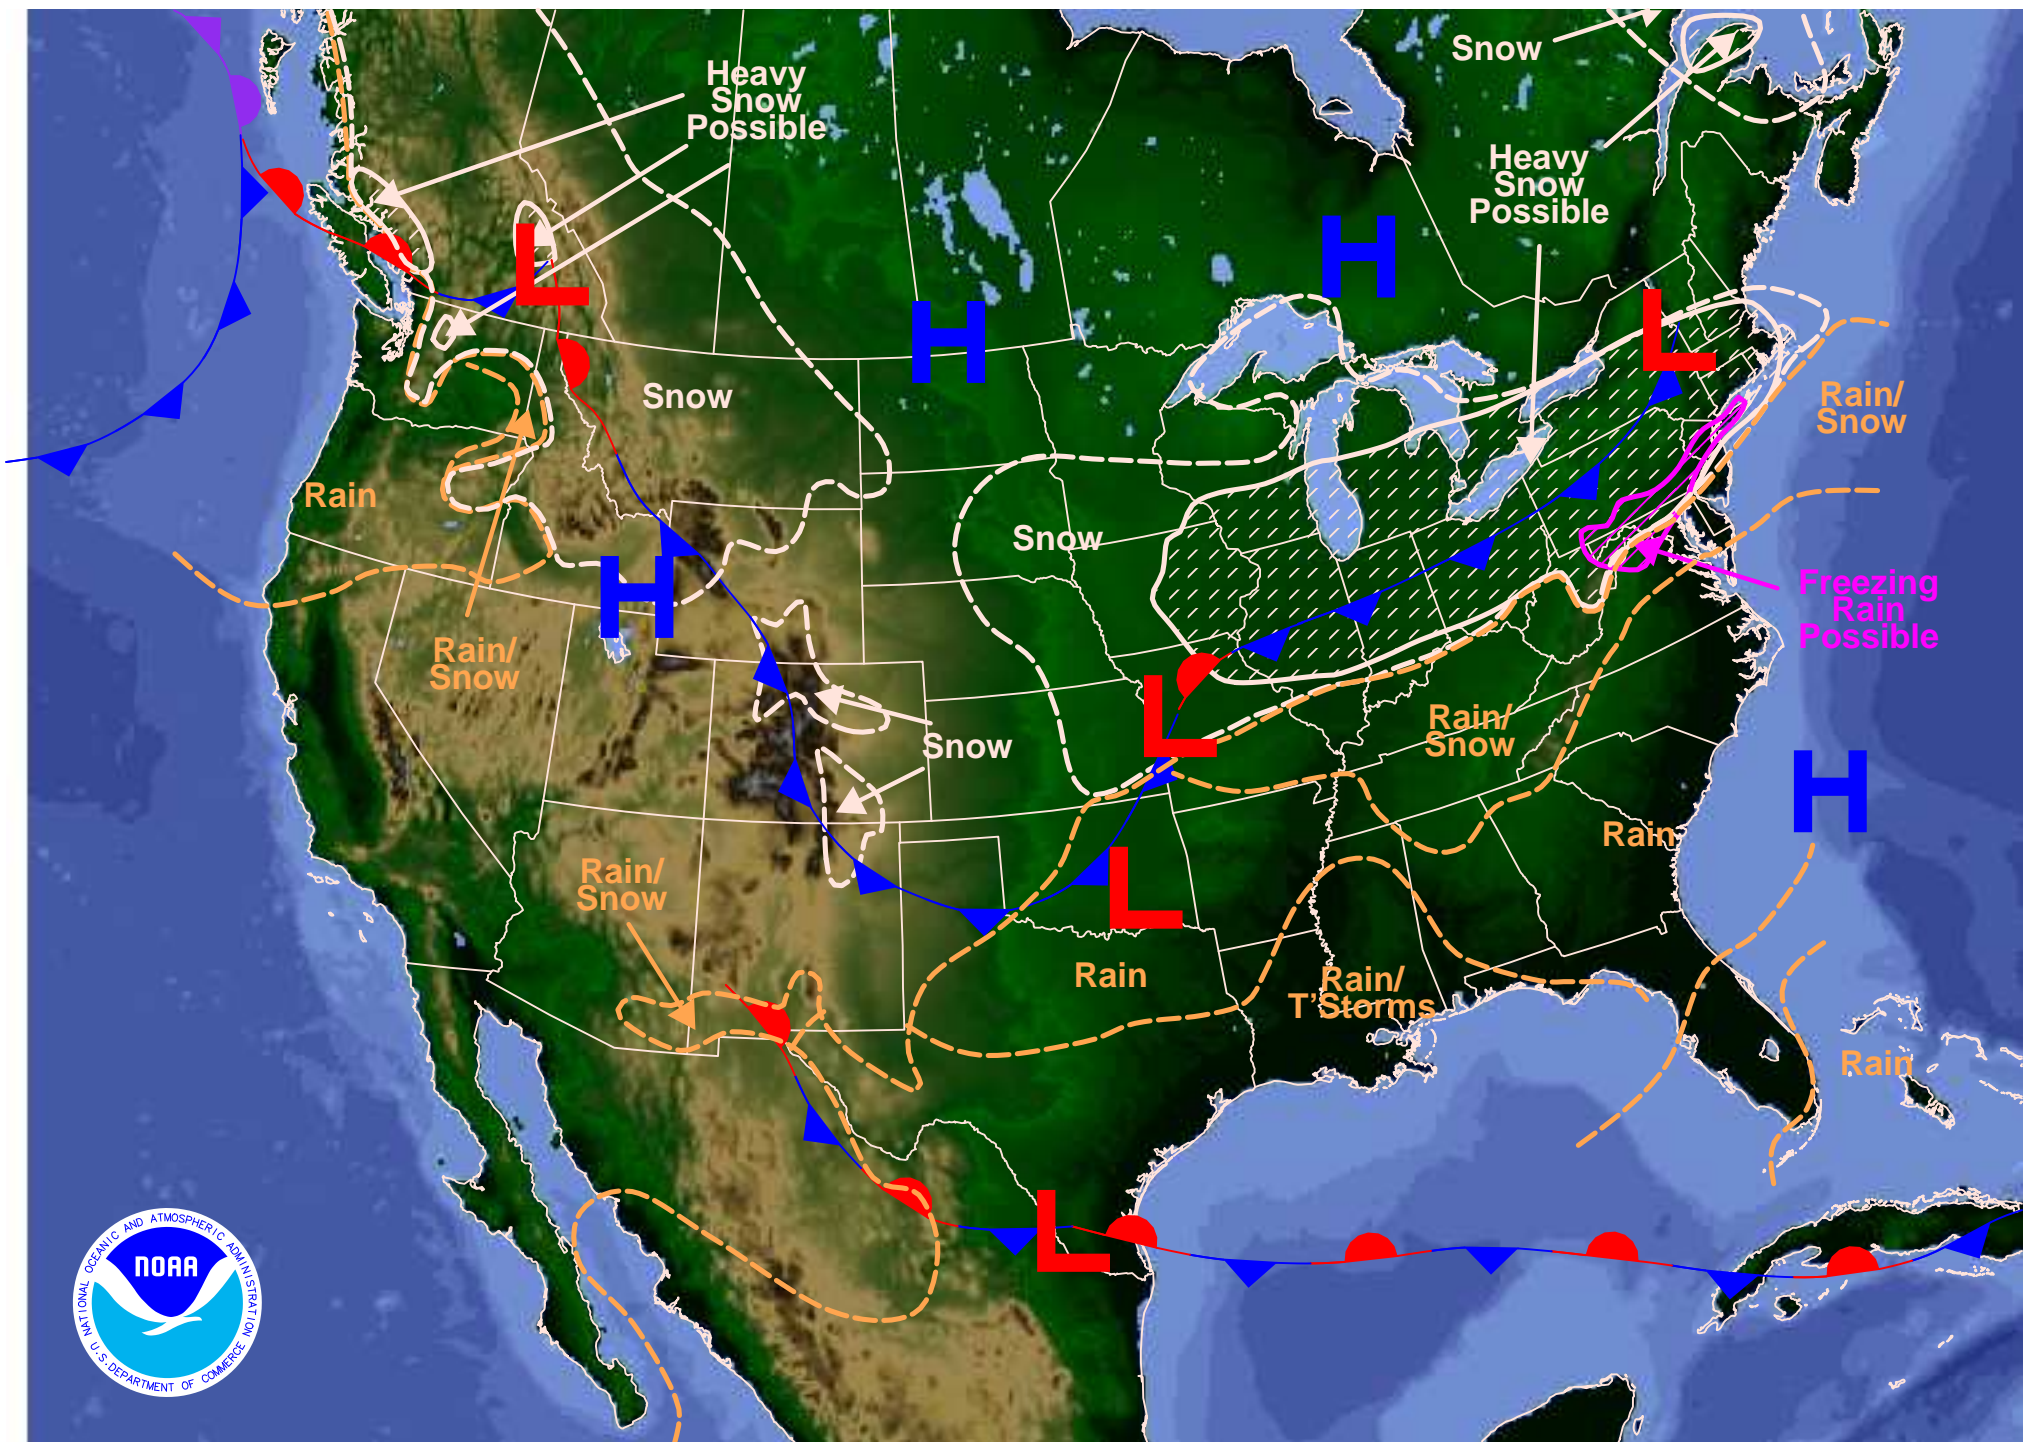 Heavy
Snow
Possible
Snow
Heavy
Snow
Possible
H
L
H
L
Snow
Rain/
Snow
Rain
Snow
H
Freezing
Rain
Possible
Rain/
Snow
L
Rain/
Snow
Snow
H
Rain
Rain/
Snow
L
Rain
Rain/
T'Storms
Rain
L
NATIONAL OCEANIC AND ATMOSPHERIC ADMINISTRATION
NOAA
U.S. DEPARTMENT OF COMMERCE